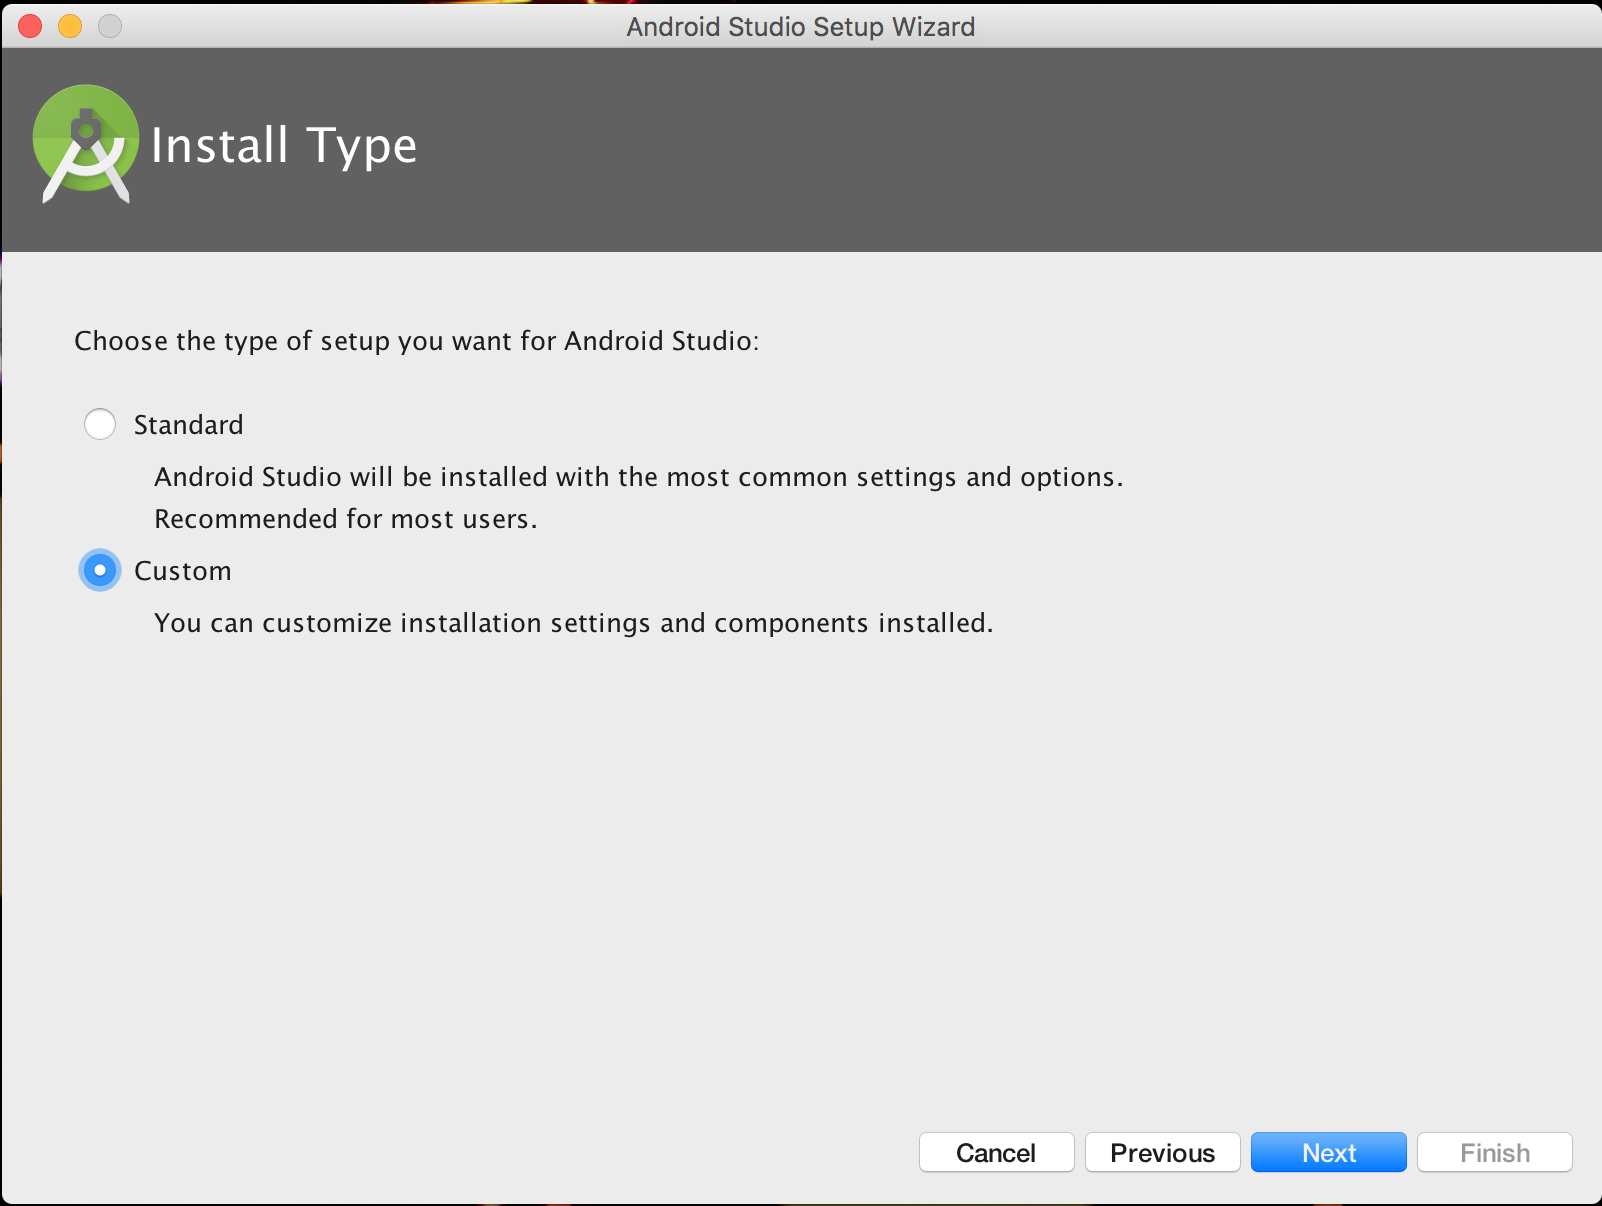 Android Studio Setup Wizard
Install Type
Choose the type of setup you want for Android Studio:
Standard
Android Studio will be installed with the most common settings and options.
Recommended for most users.
Custom
You can customize installation settings and components installed.
Cancel Previous Next Finish